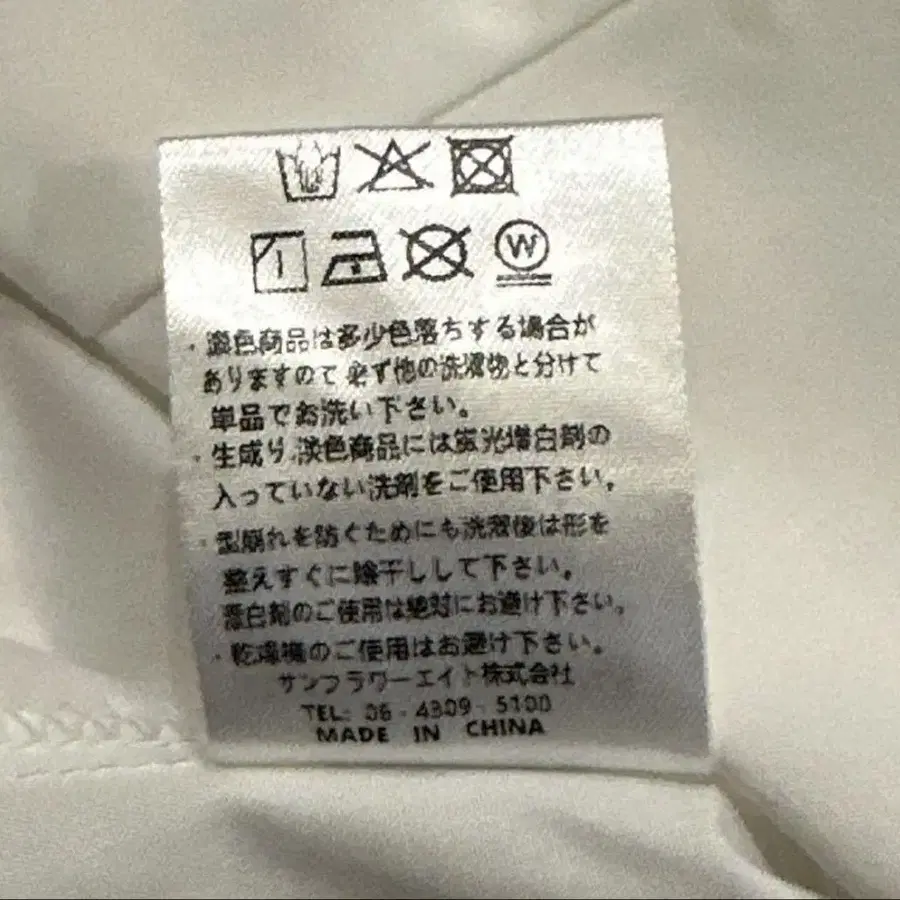 W
・濃色商品は多少色落ちする場合が
ありますので必ず他の洗濯物と分けて
単品でお洗い下さい。
・生成り,淡色商品には蛍光増白剤の
入っていない洗剤をご使用下さい。
・型崩れを防ぐためにも洗濯後は形を
整えすぐに陰干しして下さい。
漂白剤のご使用は絶対にお避け下さい。
・乾燥機のご使用はお避け下さい。
サンフラワーエイト株式会社
TEL: 06 - 4309 - 5100
MADE IN CHINA